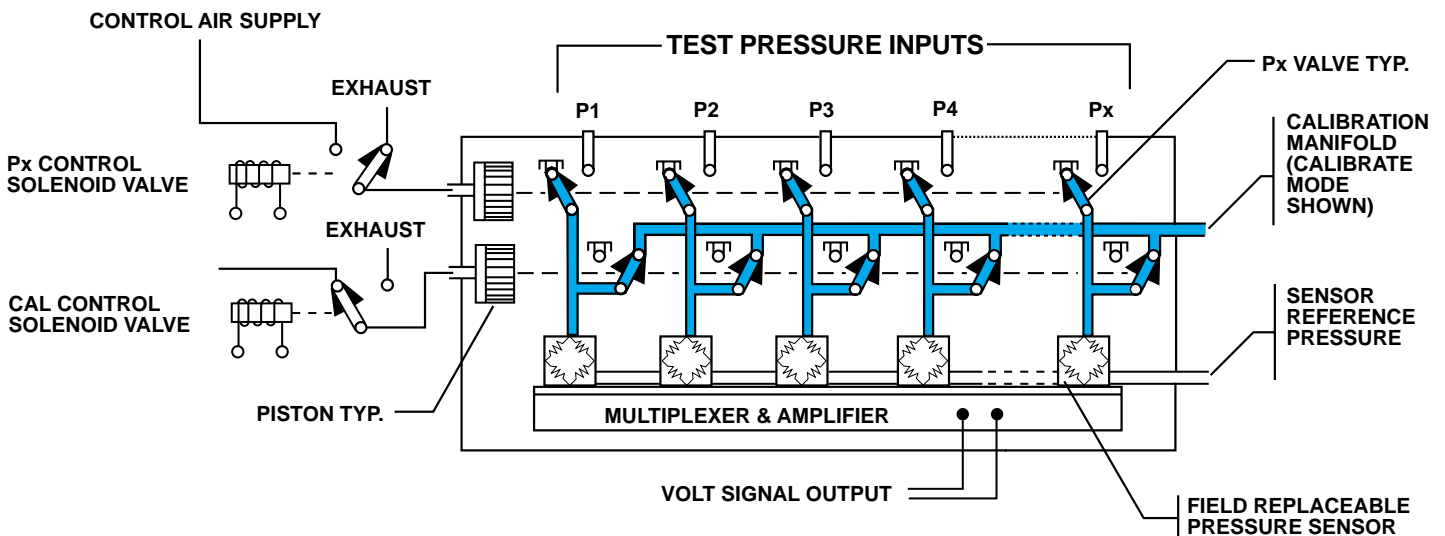 CONTROL AIR SUPPLY
TEST PRESSURE INPUTS
Px VALVE TYP.
EXHAUST
P1
P2
P3
P4
Px
CALIBRATION
MANIFOLD
(CALIBRATE
MODE
SHOWN)
Px CONTROL
SOLENOID VALVE
EXHAUST
CAL CONTROL
SOLENOID VALVE
SENSOR
REFERENCE
PRESSURE
PISTON TYP.
MULTIPLEXER & AMPLIFIER
VOLT SIGNAL OUTPUT
FIELD REPLACEABLE
PRESSURE SENSOR